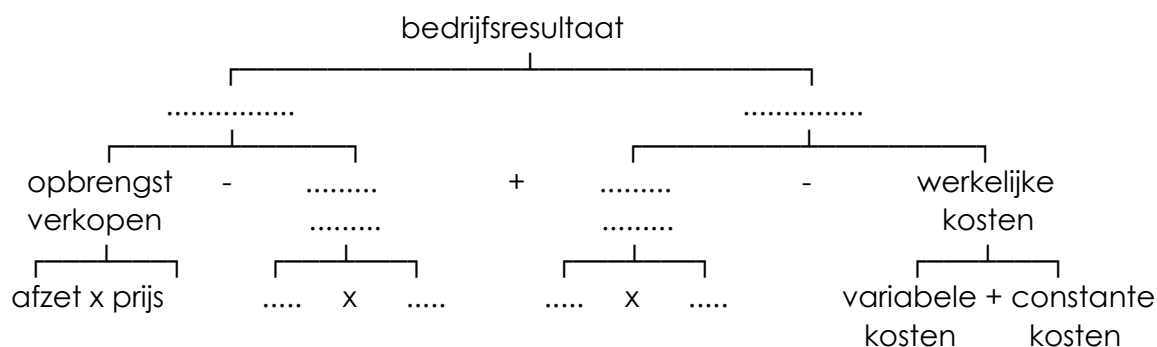 bedrijfsresultaat
................ ...............
opbrengst - ......... + ......... - werkelijke
verkopen ......... ......... kosten
afzet x prijs ..... x ..... ..... x ..... variabele + constante
kosten kosten